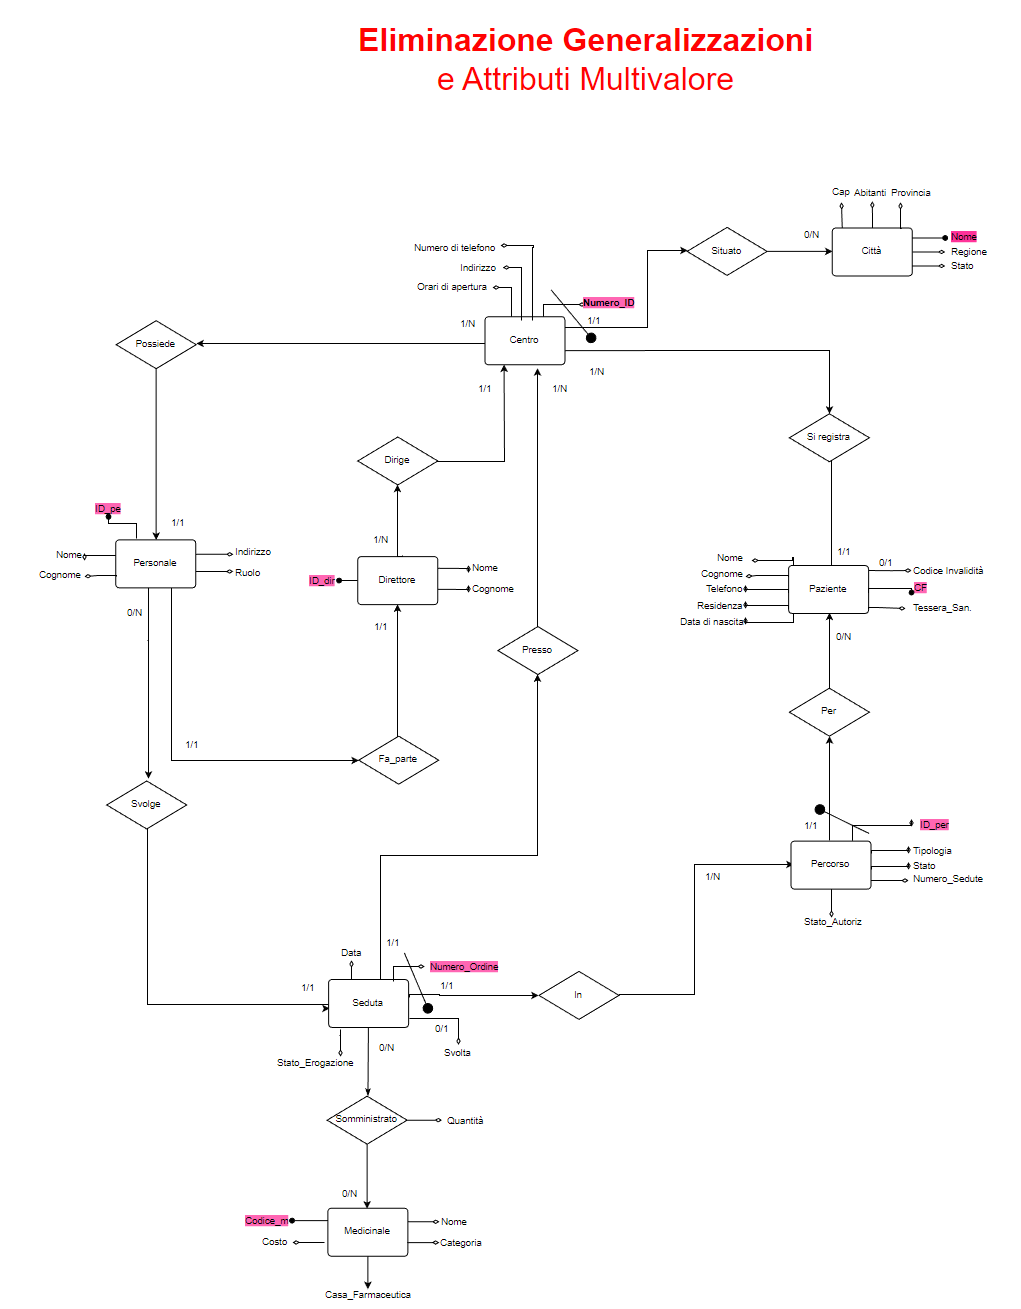 Eliminazione Generalizzazioni
e Attributi Multivalore
Cap Abitanti Provincia
0/N
Nome
Situato
Città
Regione
Stato
Numero di telefono
Indirizzo
Orari di apertura
Numero_ID
1/N
1/1
Possiede
Centro
1/N
1/1
1/N
Si registra
Dirige
ID_pe
1/1
1/N
1/1
Nome
Indirizzo
Personale
Cognome
Ruolo
Nome
ID_dir
Direttore
Cognome
Nome
0/1
Codice Invalidità
Cognome
CF
Telefono
Paziente
Residenza
Tessera_San.
Data di nascita
0/N
1/1
0/N
Presso
Per
1/1
Fa_parte
Svolge
1/1
ID_per
Tipologia
Percorso
Stato
Numero_Sedute
1/N
Stato_Autoriz
1/1
Data
Numero_Ordine
1/1
1/1
Seduta
In
0/1
Svolta
0/N
Stato_Erogazione
Somministrato
Quantità
0/N
Codice_m
Nome
Medicinale
Costo
Categoria
Casa_Farmaceutica